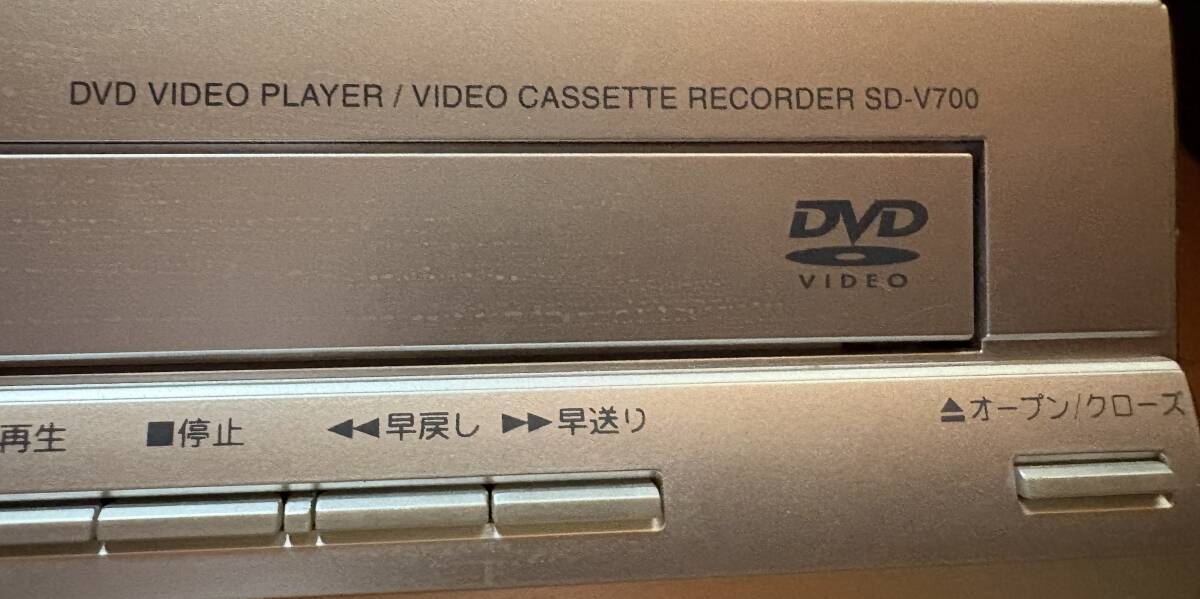 DVD VIDEO PLAYER / VIDEO CASSETTE RECORDER SD-V700
DVD
VIDEO
再生 ■停止 ◀◀早戻し ▶▶早送り ▲オープン/クローズ